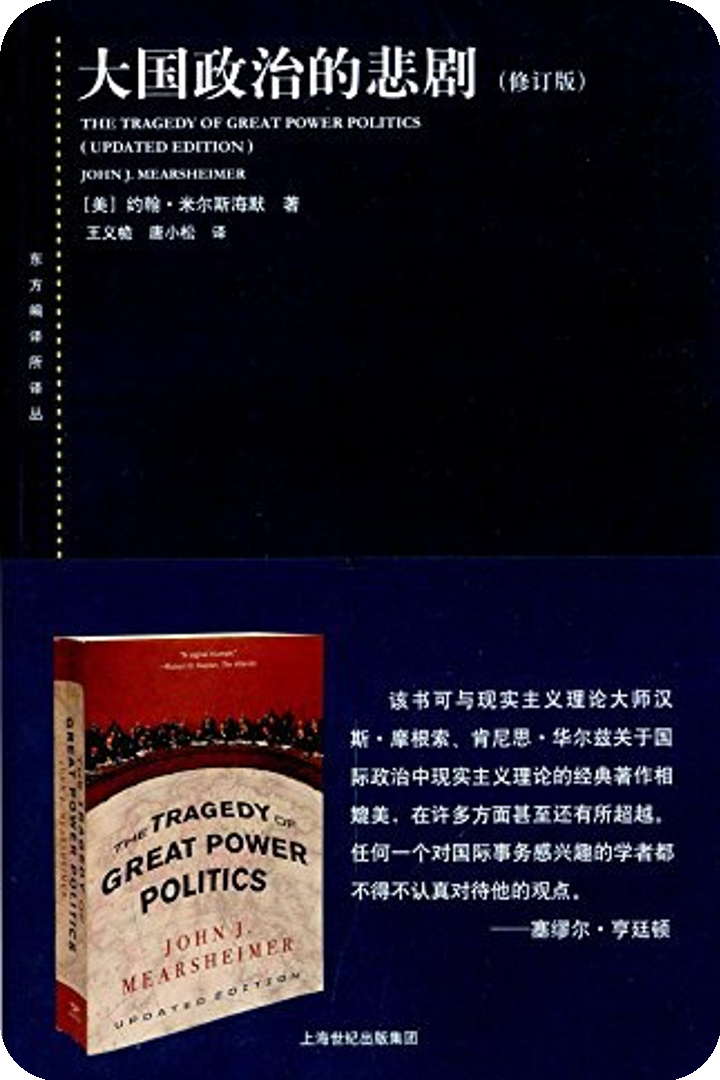 大国政治的悲剧（修订版）
THE TRAGEDY OF GREAT POWER POLITICS
( UPDATED EDITION )
JOHN J. MEARSHEIMER
［美］约翰·米尔斯海默 著
王义桅 唐小松 译
东方编译所译丛
该书可与现实主义理论大师汉
斯·摩根索、肯尼思·华尔兹关于国
际政治中现实主义理论的经典著作相
媲美，在许多方面甚至还有所超越。
任何一个对国际事务感兴趣的学者都
不得不认真对待他的观点。
——塞缪尔·亨廷顿
THE TRAGEDY OF
GREAT POWER
POLITICS
JOHN J.
MEARSHEIMER
UPDATED EDITION
上海世纪出版集团